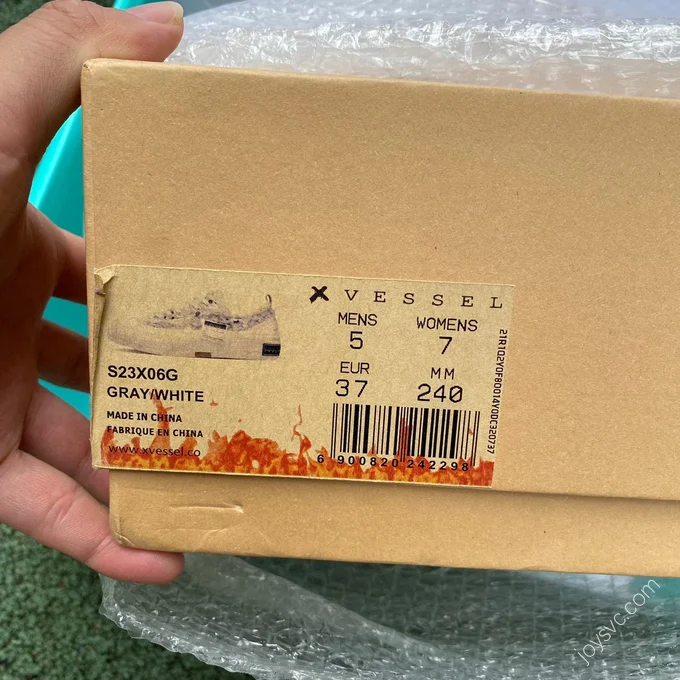 X VESSEL
MENS
5
WOMENS
7
EUR
37
MM
240
S23X06G
GRAY/WHITE
MADE IN CHINA
FABRIQUE EN CHINA
www.xvessel.co
6 900820 242298
21R1Q2Y0F80014Y0DC320737
joysvc.com